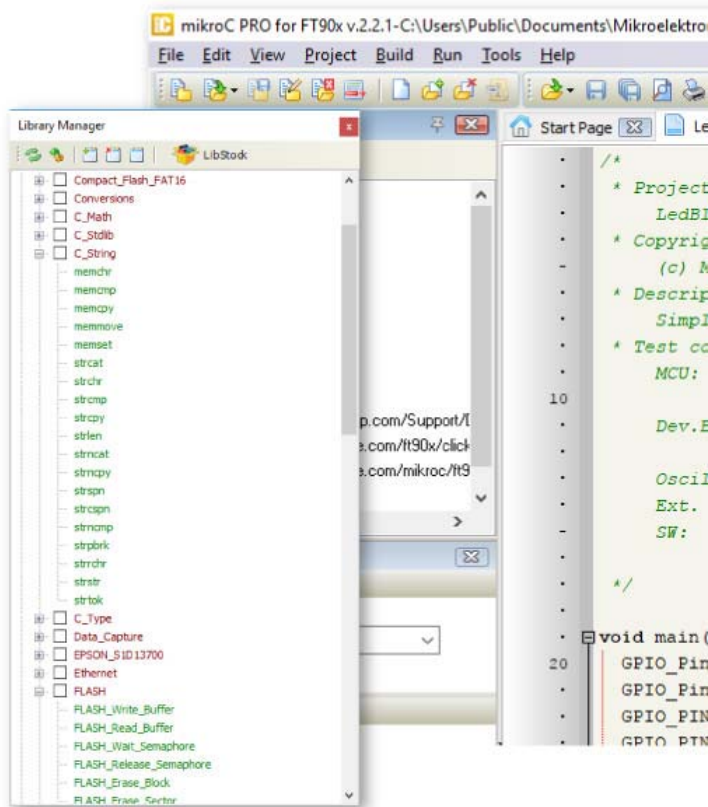 mikroC PRO for FT90x v.2.2.1-C:\Users\Public\Documents\Mikroelektro
File Edit View Project Build Run Tools Help
Library Manager
LibStock
Compact_Flash_FAT16
Conversions
C_Math
C_Stdlib
C_String
memchr
memcmp
memcpy
memmove
memset
strcat
strchr
strcmp
strcpy
strlen
strncat
strncpy
strspn
strcspn
strncmp
strpbrk
strrchr
strstr
strtok
C_Type
Data_Capture
EPSON_S1D13700
Ethernet
FLASH
FLASH_Write_Buffer
FLASH_Read_Buffer
FLASH_Wait_Semaphore
FLASH_Release_Semaphore
FLASH_Erase_Block
FLASH_Erase_Sector
p.com/Support/
e.com/ft90x/click
e.com/mikroc/ft9
Start Page Le
/*
* Project
LedBl
* Copyrig
(c) M
* Descrip
Simpl
* Test co
MCU:
10
Dev.B
Oscil
Ext.
SW:
*/
void main(
20 GPIO_Pin
GPIO_Pin
GPIO_PIN
GPIO_PIN